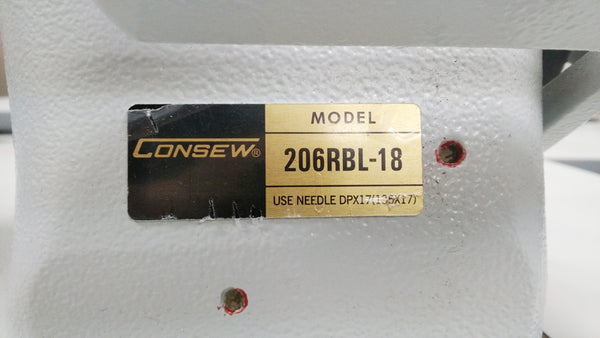 CONSEW®
MODEL
206RBL-18
USE NEEDLE DPX17(135X17)